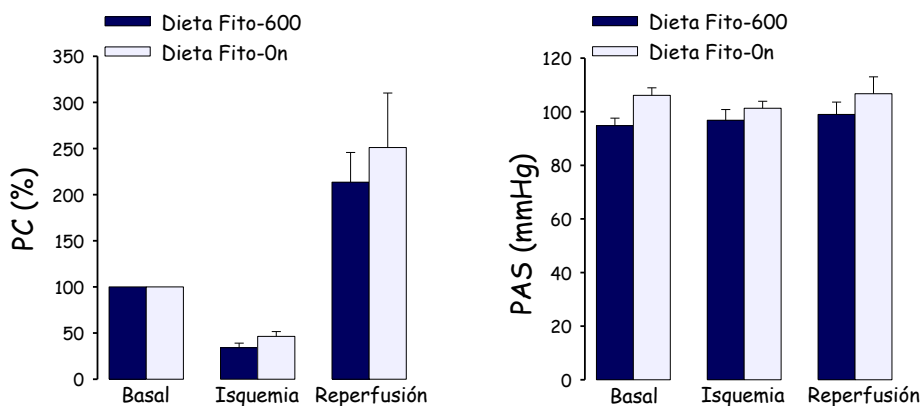 Dieta Fito-600
Dieta Fito-0n
350
300
250
200
150
100
50
0
PC (%)
Basal
Isquemia
Reperfusión
Dieta Fito-600
Dieta Fito-0n
120
100
80
60
40
20
0
PAS (mmHg)
Basal
Isquemia
Reperfusión